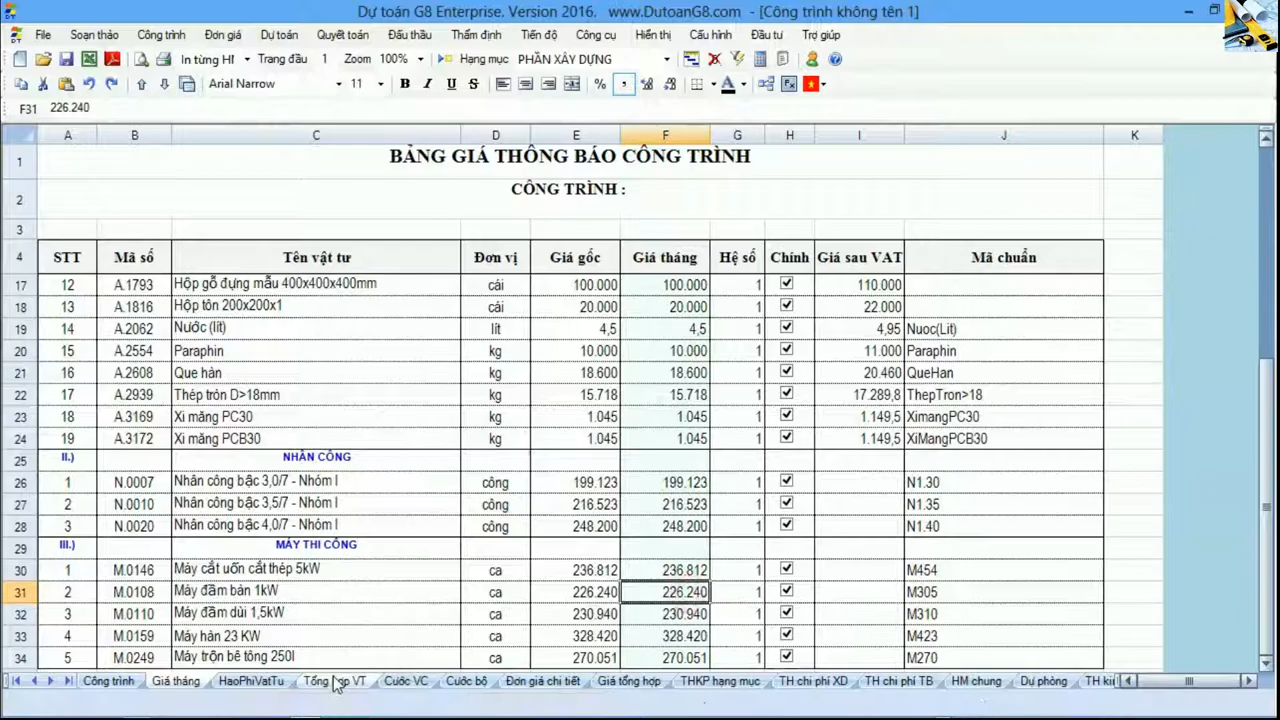 Dự toán G8 Enterprise. Version 2016. www.DutoanG8.com - [Công trình không tên 1]
File Soạn thảo Công trình Đơn giá Dự toán Quyết toán Đấu thầu Thẩm định Tiến độ Công cụ Hiển thị Cấu hình Đầu tư Trợ giúp
In từng HM Trang đầu 1 Zoom 100% Hạng mục PHẦN XÂY DỰNG
Arial Narrow 11 B I U S % , A
F31 226.240
A B C D E F G H I J K
1 BẢNG GIÁ THÔNG BÁO CÔNG TRÌNH
2 CÔNG TRÌNH :
3
4 STT Mã số Tên vật tư Đơn vị Giá gốc Giá tháng Hệ số Chính Giá sau VAT Mã chuẩn
17 12 A.1793 Hộp gỗ đựng mẫu 400x400x400mm cái 100.000 100.000 1 110.000
18 13 A.1816 Hộp tôn 200x200x1 cái 20.000 20.000 1 22.000
19 14 A.2062 Nước (lít) lít 4,5 4,5 1 4,95 Nuoc(Lit)
20 15 A.2554 Paraphin kg 10.000 10.000 1 11.000 Paraphin
21 16 A.2608 Que hàn kg 18.600 18.600 1 20.460 QueHan
22 17 A.2939 Thép tròn D>18mm kg 15.718 15.718 1 17.289,8 ThepTron>18
23 18 A.3169 Xi măng PC30 kg 1.045 1.045 1 1.149,5 XimangPC30
24 19 A.3172 Xi măng PCB30 kg 1.045 1.045 1 1.149,5 XiMangPCB30
25 II.) NHÂN CÔNG
26 1 N.0007 Nhân công bậc 3,0/7 - Nhóm I công 199.123 199.123 1 N1.30
27 2 N.0010 Nhân công bậc 3,5/7 - Nhóm I công 216.523 216.523 1 N1.35
28 3 N.0020 Nhân công bậc 4,0/7 - Nhóm I công 248.200 248.200 1 N1.40
29 III.) MÁY THI CÔNG
30 1 M.0146 Máy cắt uốn cắt thép 5kW ca 236.812 236.812 1 M454
31 2 M.0108 Máy đầm bàn 1kW ca 226.240 226.240 1 M305
32 3 M.0110 Máy đầm dùi 1,5kW ca 230.940 230.940 1 M310
33 4 M.0159 Máy hàn 23 KW ca 328.420 328.420 1 M423
34 5 M.0249 Máy trộn bê tông 250l ca 270.051 270.051 1 M270
Công trình Giá tháng HaoPhiVatTu Tổng hợp VT Cước VC Cước bộ Đơn giá chi tiết Giá tổng hợp THKP hạng mục TH chi phí XD TH chi phí TB HM chung Dự phòng TH